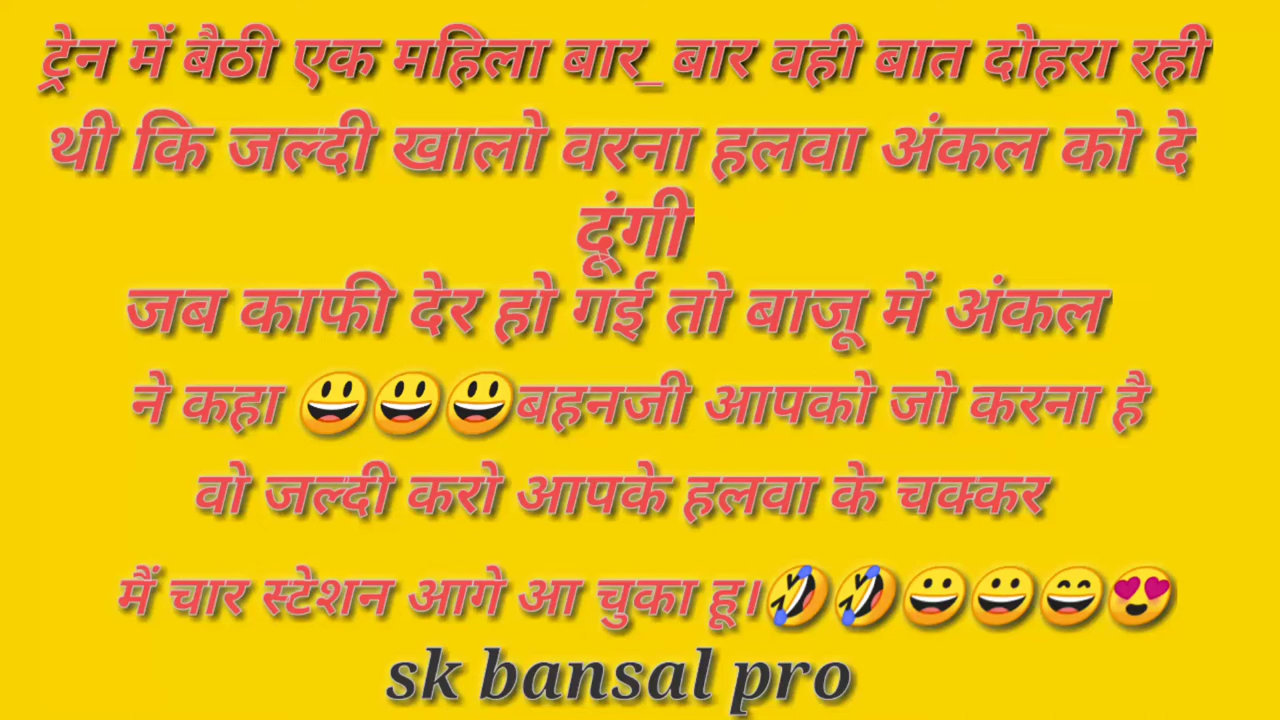 ट्रेन में बैठी एक महिला बार_बार वही बात दोहरा रही
थी कि जल्दी खालो वरना हलवा अंकल को दे
दूंगी
जब काफी देर हो गई तो बाजू में अंकल
ने कहा 😃😃😃बहनजी आपको जो करना है
वो जल्दी करो आपके हलवा के चक्कर
मैं चार स्टेशन आगे आ चुका हू।🤣🤣😀😀😄😍
sk bansal pro